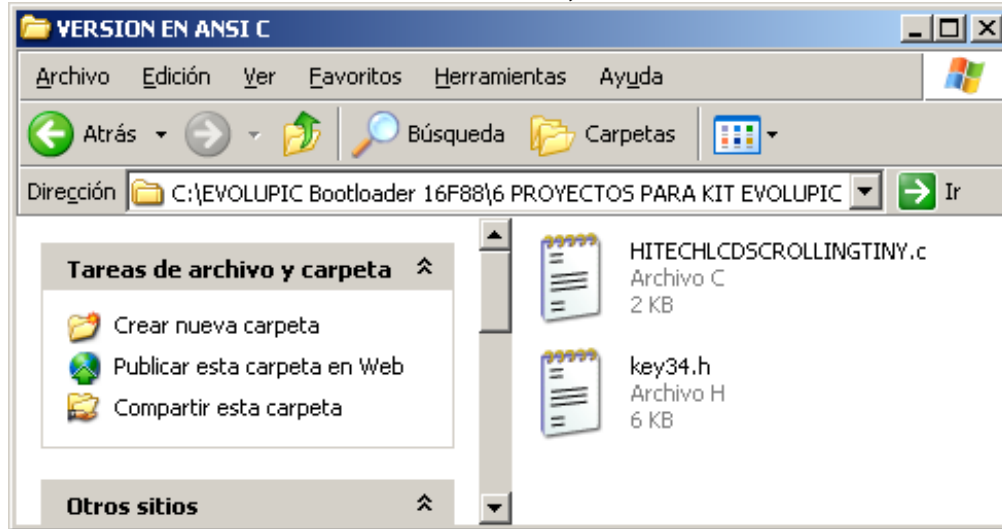 VERSION EN ANSI C
Archivo Edición Ver Favoritos Herramientas Ayuda
Atrás Búsqueda Carpetas
Dirección C:\EVOLUPIC Bootloader 16F88\6 PROYECTOS PARA KIT EVOLUPIC Ir
Tareas de archivo y carpeta
Crear nueva carpeta
Publicar esta carpeta en Web
Compartir esta carpeta
Otros sitios
HITECHLCDSCROLLINGTINY.c
Archivo C
2 KB
key34.h
Archivo H
6 KB